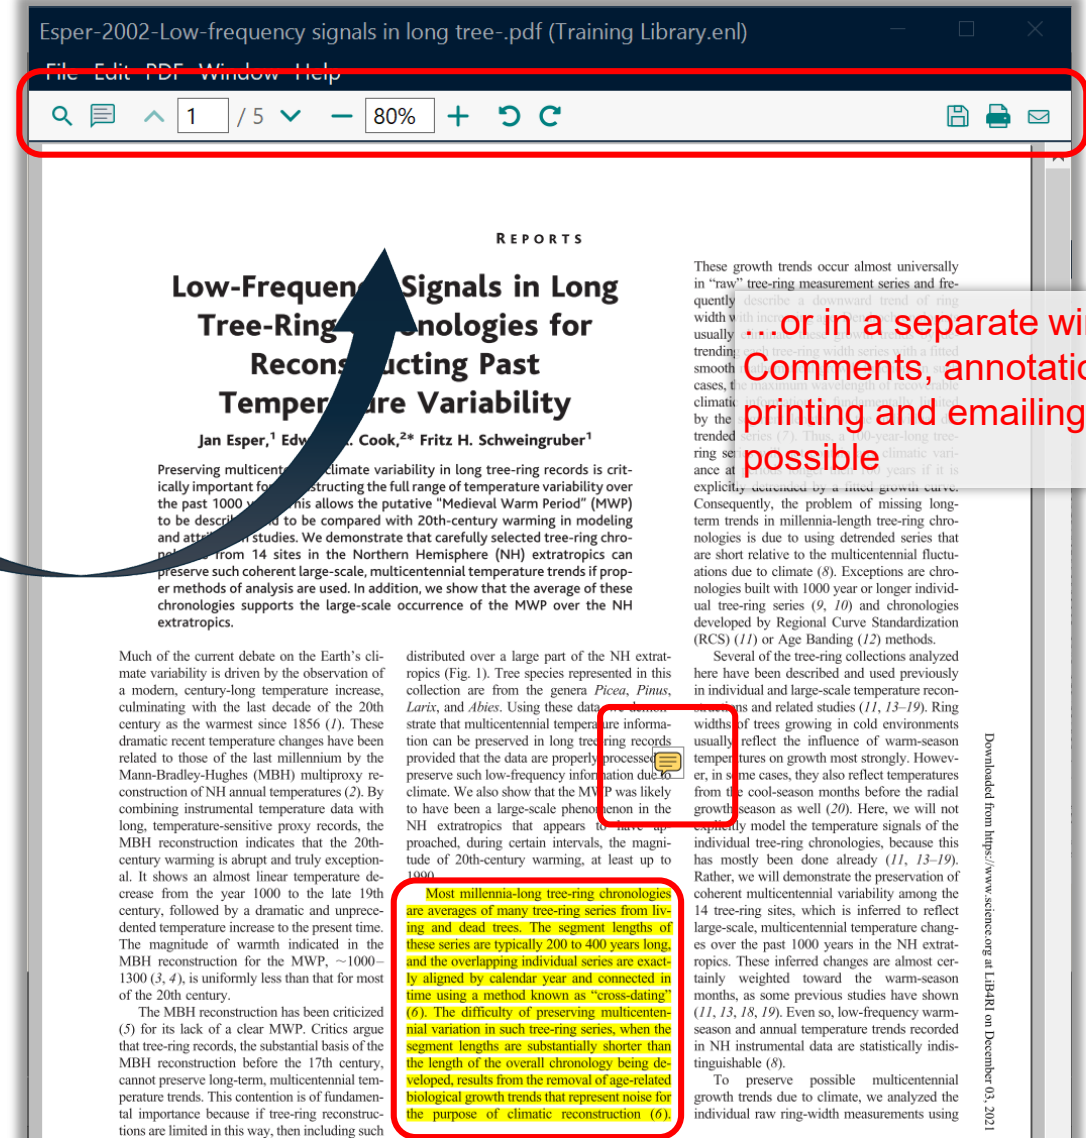 Esper-2002-Low-frequency signals in long tree-.pdf (Training Library.enl)
File Edit PDF Window Help
1 / 5 80%
REPORTS
Low-Frequen Signals in Long
Tree-Ring nologies for
Recons ucting Past
Temper ure Variability
Jan Esper,¹ Edw . Cook,²* Fritz H. Schweingruber¹
Preserving multicent climate variability in long tree-ring records is crit-
ically important fo structing the full range of temperature variability over
the past 1000 y his allows the putative "Medieval Warm Period" (MWP)
to be descri d to be compared with 20th-century warming in modeling
and att studies. We demonstrate that carefully selected tree-ring chro-
from 14 sites in the Northern Hemisphere (NH) extratropics can
preserve such coherent large-scale, multicentennial temperature trends if prop-
er methods of analysis are used. In addition, we show that the average of these
chronologies supports the large-scale occurrence of the MWP over the NH
extratropics.
Much of the current debate on the Earth's cli-
mate variability is driven by the observation of
a modern, century-long temperature increase,
culminating with the last decade of the 20th
century as the warmest since 1856 (1). These
dramatic recent temperature changes have been
related to those of the last millennium by the
Mann-Bradley-Hughes (MBH) multiproxy re-
construction of NH annual temperatures (2). By
combining instrumental temperature data with
long, temperature-sensitive proxy records, the
MBH reconstruction indicates that the 20th-
century warming is abrupt and truly exception-
al. It shows an almost linear temperature de-
crease from the year 1000 to the late 19th
century, followed by a dramatic and unprece-
dented temperature increase to the present time.
The magnitude of warmth indicated in the
MBH reconstruction for the MWP, ~1000–
1300 (3, 4), is uniformly less than that for most
of the 20th century.
The MBH reconstruction has been criticized
(5) for its lack of a clear MWP. Critics argue
that tree-ring records, the substantial basis of the
MBH reconstruction before the 17th century,
cannot preserve long-term, multicentennial tem-
perature trends. This contention is of fundamen-
tal importance because if tree-ring reconstruc-
tions are limited in this way, then including such
distributed over a large part of the NH extrat-
ropics (Fig. 1). Tree species represented in this
collection are from the genera Picea, Pinus,
Larix, and Abies. Using these data, we demon-
strate that multicentennial temperature informa-
tion can be preserved in long tree-ring records
provided that the data are properly processed
preserve such low-frequency information due to
climate. We also show that the MWP was likely
to have been a large-scale phenomenon in the
NH extratropics that appears to have ap-
proached, during certain intervals, the magni-
tude of 20th-century warming, at least up to
1990.
Most millennia-long tree-ring chronologies
are averages of many tree-ring series from liv-
ing and dead trees. The segment lengths of
these series are typically 200 to 400 years long,
and the overlapping individual series are exact-
ly aligned by calendar year and connected in
time using a method known as "cross-dating"
(6). The difficulty of preserving multicenten-
nial variation in such tree-ring series, when the
segment lengths are substantially shorter than
the length of the overall chronology being de-
veloped, results from the removal of age-related
biological growth trends that represent noise for
the purpose of climatic reconstruction (6).
These growth trends occur almost universally
in "raw" tree-ring measurement series and fre-
quently describe a downward trend of ring
width with
usually
trending each tree-ring width series with a fitted
smooth
cases, the maximum wavelength of recoverable
climatic information is fundamentally limited
by the
trended series (7). Thus, a 100-year-long tree-
ring climatic vari-
ance at years if it is
explicitly detrended by a fitted growth curve.
Consequently, the problem of missing long-
term trends in millennia-length tree-ring chro-
nologies is due to using detrended series that
are short relative to the multicentennial fluctu-
ations due to climate (8). Exceptions are chro-
nologies built with 1000 year or longer individ-
ual tree-ring series (9, 10) and chronologies
developed by Regional Curve Standardization
(RCS) (11) or Age Banding (12) methods.
Several of the tree-ring collections analyzed
here have been described and used previously
in individual and large-scale temperature recon-
structions and related studies (11, 13–19). Ring
widths of trees growing in cold environments
usually reflect the influence of warm-season
temperatures on growth most strongly. Howev-
er, in some cases, they also reflect temperatures
from the cool-season months before the radial
growth season as well (20). Here, we will not
explicitly model the temperature signals of the
individual tree-ring chronologies, because this
has mostly been done already (11, 13–19).
Rather, we will demonstrate the preservation of
coherent multicentennial variability among the
14 tree-ring sites, which is inferred to reflect
large-scale, multicentennial temperature chang-
es over the past 1000 years in the NH extrat-
ropics. These inferred changes are almost cer-
tainly weighted toward the warm-season
months, as some previous studies have shown
(11, 13, 18, 19). Even so, low-frequency warm-
season and annual temperature trends recorded
in NH instrumental data are statistically indis-
tinguishable (8).
To preserve possible multicentennial
growth trends due to climate, we analyzed the
individual raw ring-width measurements using
…or in a separate wi
Comments, annotatio
printing and emailing
possible
Downloaded from https://www.science.org at LiB4RI on December 03, 2021